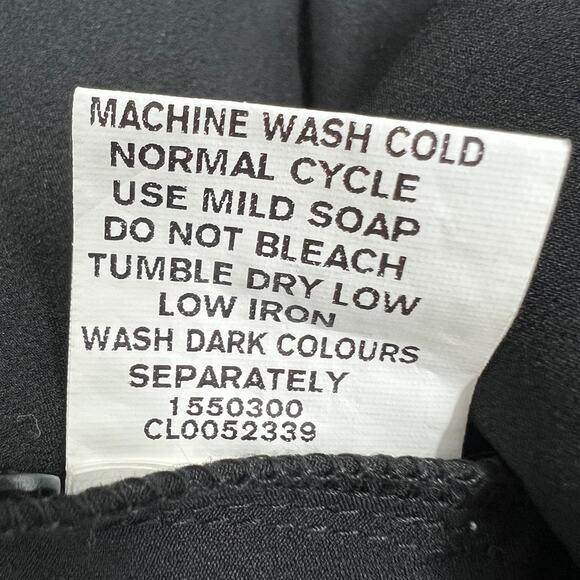 MACHINE WASH COLD
NORMAL CYCLE
USE MILD SOAP
DO NOT BLEACH
TUMBLE DRY LOW
LOW IRON
WASH DARK COLOURS
SEPARATELY
1550300
CL0052339